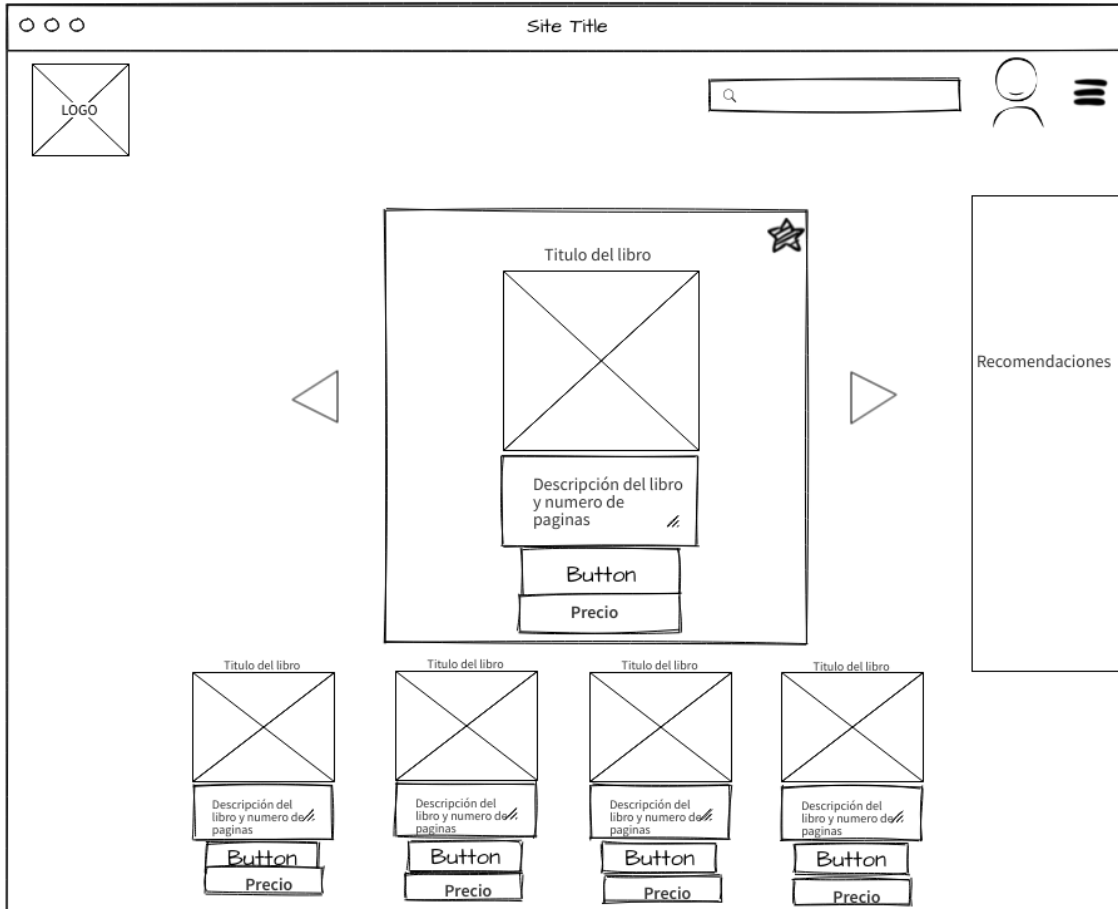 Site Title
LOGO
Titulo del libro
Recomendaciones
Descripción del libro
y numero de
paginas
Button
Precio
Titulo del libro
Titulo del libro
Titulo del libro
Titulo del libro
Descripción del
libro y numero de
paginas
Descripción del
libro y numero de
paginas
Descripción del
libro y numero de
paginas
Descripción del
libro y numero de
paginas
Button
Button
Button
Button
Precio
Precio
Precio
Precio